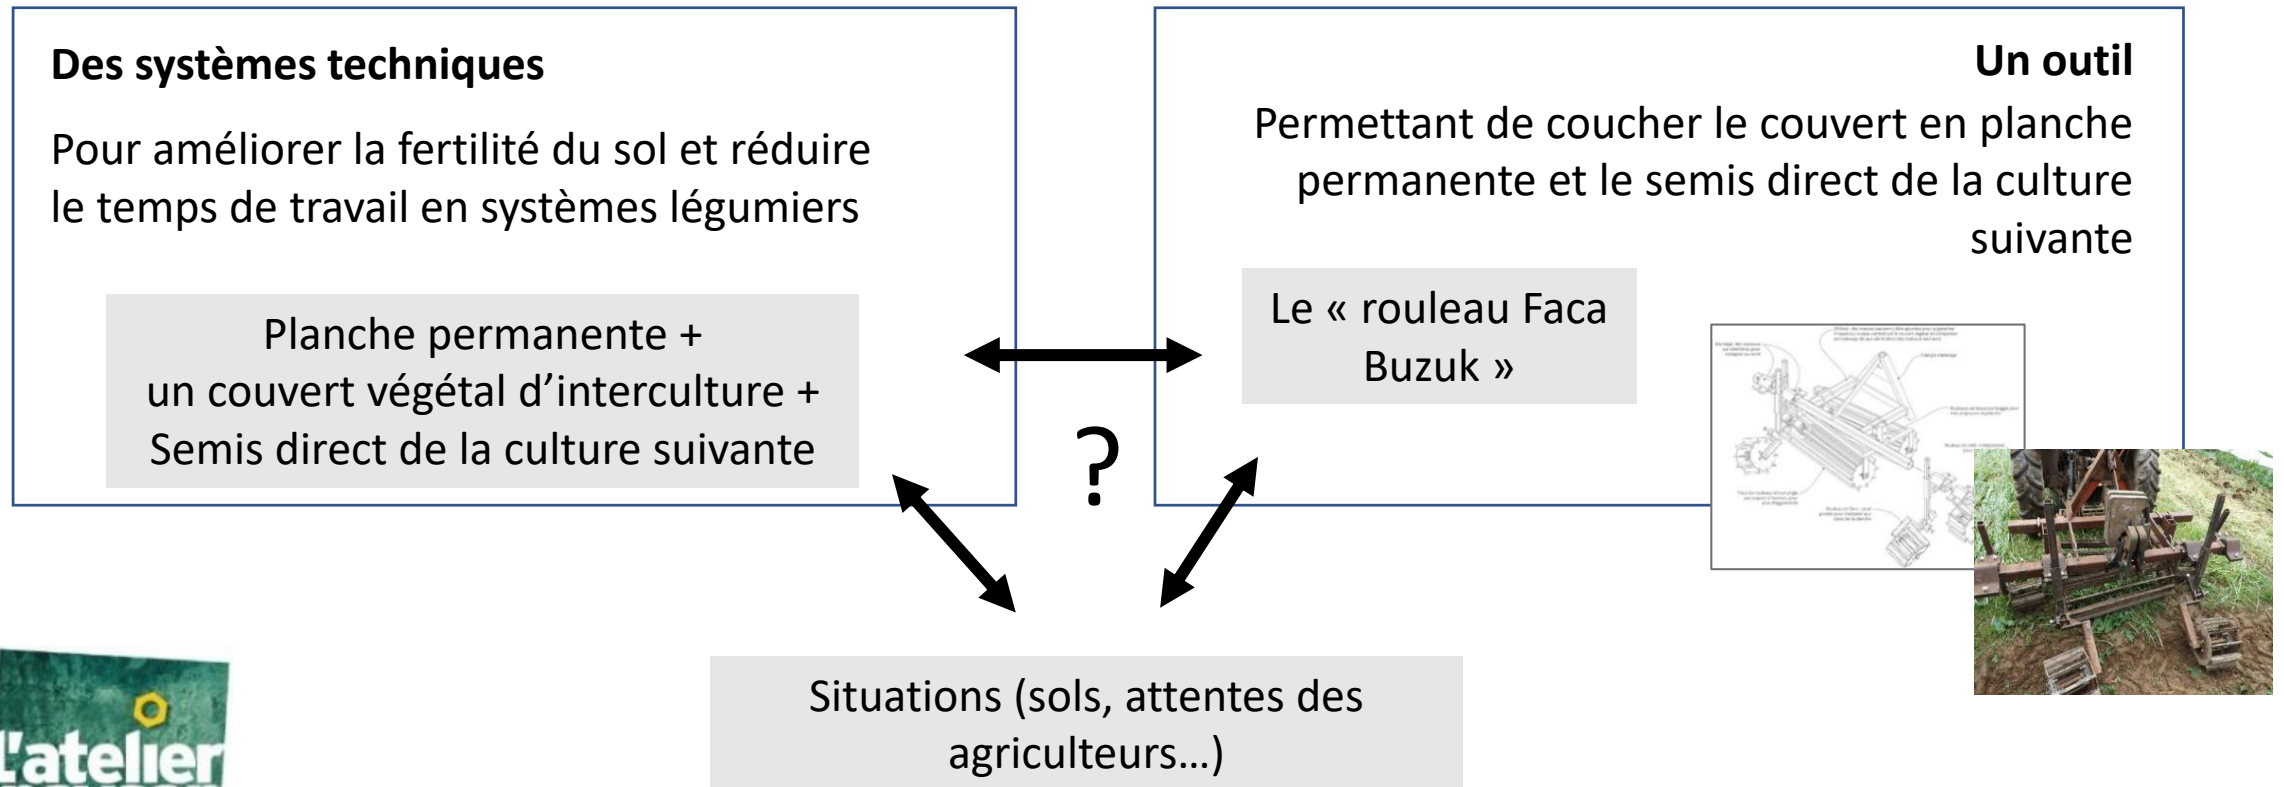 Des systèmes techniques
Pour améliorer la fertilité du sol et réduire
le temps de travail en systèmes légumiers
Planche permanente +
un couvert végétal d’interculture +
Semis direct de la culture suivante
Un outil
Permettant de coucher le couvert en planche
permanente et le semis direct de la culture
suivante
Le « rouleau Faca
Buzuk »
?
Situations (sols, attentes des
agriculteurs…)
L'atelier